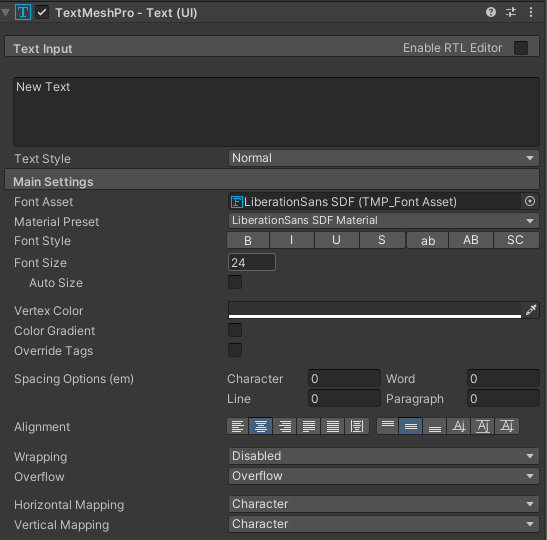 TextMeshPro - Text (UI)
Text Input Enable RTL Editor
New Text
Text Style Normal
Main Settings
Font Asset LiberationSans SDF (TMP_Font Asset)
Material Preset LiberationSans SDF Material
Font Style B I U S ab AB SC
Font Size 24
Auto Size
Vertex Color
Color Gradient
Override Tags
Spacing Options (em) Character 0 Word 0
Line 0 Paragraph 0
Alignment
Wrapping Disabled
Overflow Overflow
Horizontal Mapping Character
Vertical Mapping Character